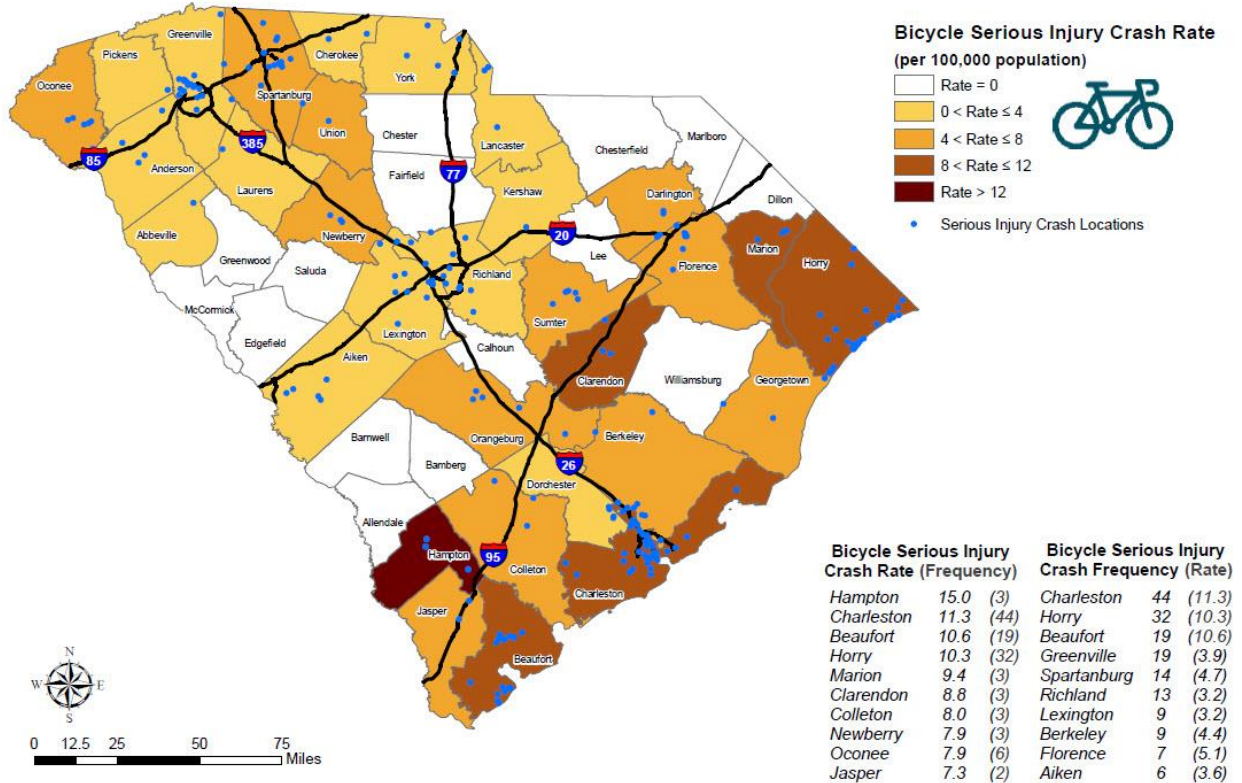 Bicycle Serious Injury Crash Rate
(per 100,000 population)
Rate = 0
0 < Rate ≤ 4
4 < Rate ≤ 8
8 < Rate ≤ 12
Rate > 12
Serious Injury Crash Locations
Greenville
Pickens
Cherokee
York
Oconee
Spartanburg
Union
Chester
Lancaster
Chesterfield
Marlboro
85
385
77
Anderson
Laurens
Fairfield
Kershaw
Darlington
Dillon
Abbeville
Newberry
20
Lee
Marion
Horry
Greenwood
Saluda
Richland
Florence
McCormick
Edgefield
Lexington
Sumter
Aiken
Calhoun
Clarendon
Williamsburg
Georgetown
Barnwell
Orangeburg
Berkeley
Bamberg
26
Dorchester
Allendale
Hampton
95
Colleton
Charleston
Jasper
Beaufort
N
W E
S
0 12.5 25 50 75
Miles
Bicycle Serious Injury
Crash Rate (Frequency)
Hampton 15.0 (3)
Charleston 11.3 (44)
Beaufort 10.6 (19)
Horry 10.3 (32)
Marion 9.4 (3)
Clarendon 8.8 (3)
Colleton 8.0 (3)
Newberry 7.9 (3)
Oconee 7.9 (6)
Jasper 7.3 (2)
Bicycle Serious Injury
Crash Frequency (Rate)
Charleston 44 (11.3)
Horry 32 (10.3)
Beaufort 19 (10.6)
Greenville 19 (3.9)
Spartanburg 14 (4.7)
Richland 13 (3.2)
Lexington 9 (3.2)
Berkeley 9 (4.4)
Florence 7 (5.1)
Aiken 6 (3.6)